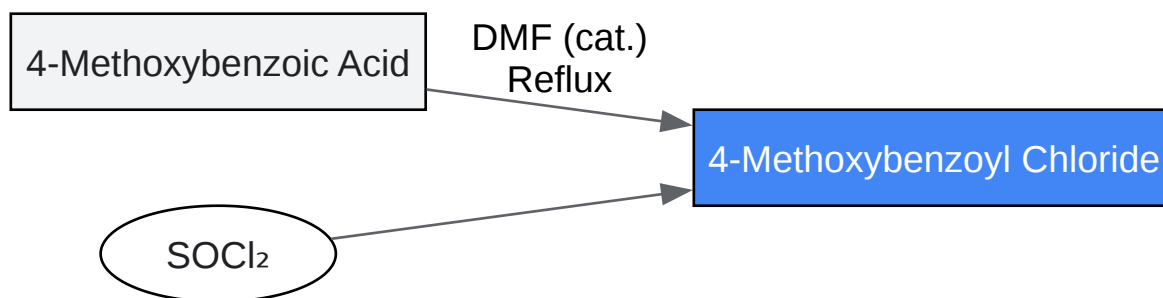 4-Methoxybenzoic Acid
DMF (cat.)
Reflux
4-Methoxybenzoyl Chloride
SOCl₂